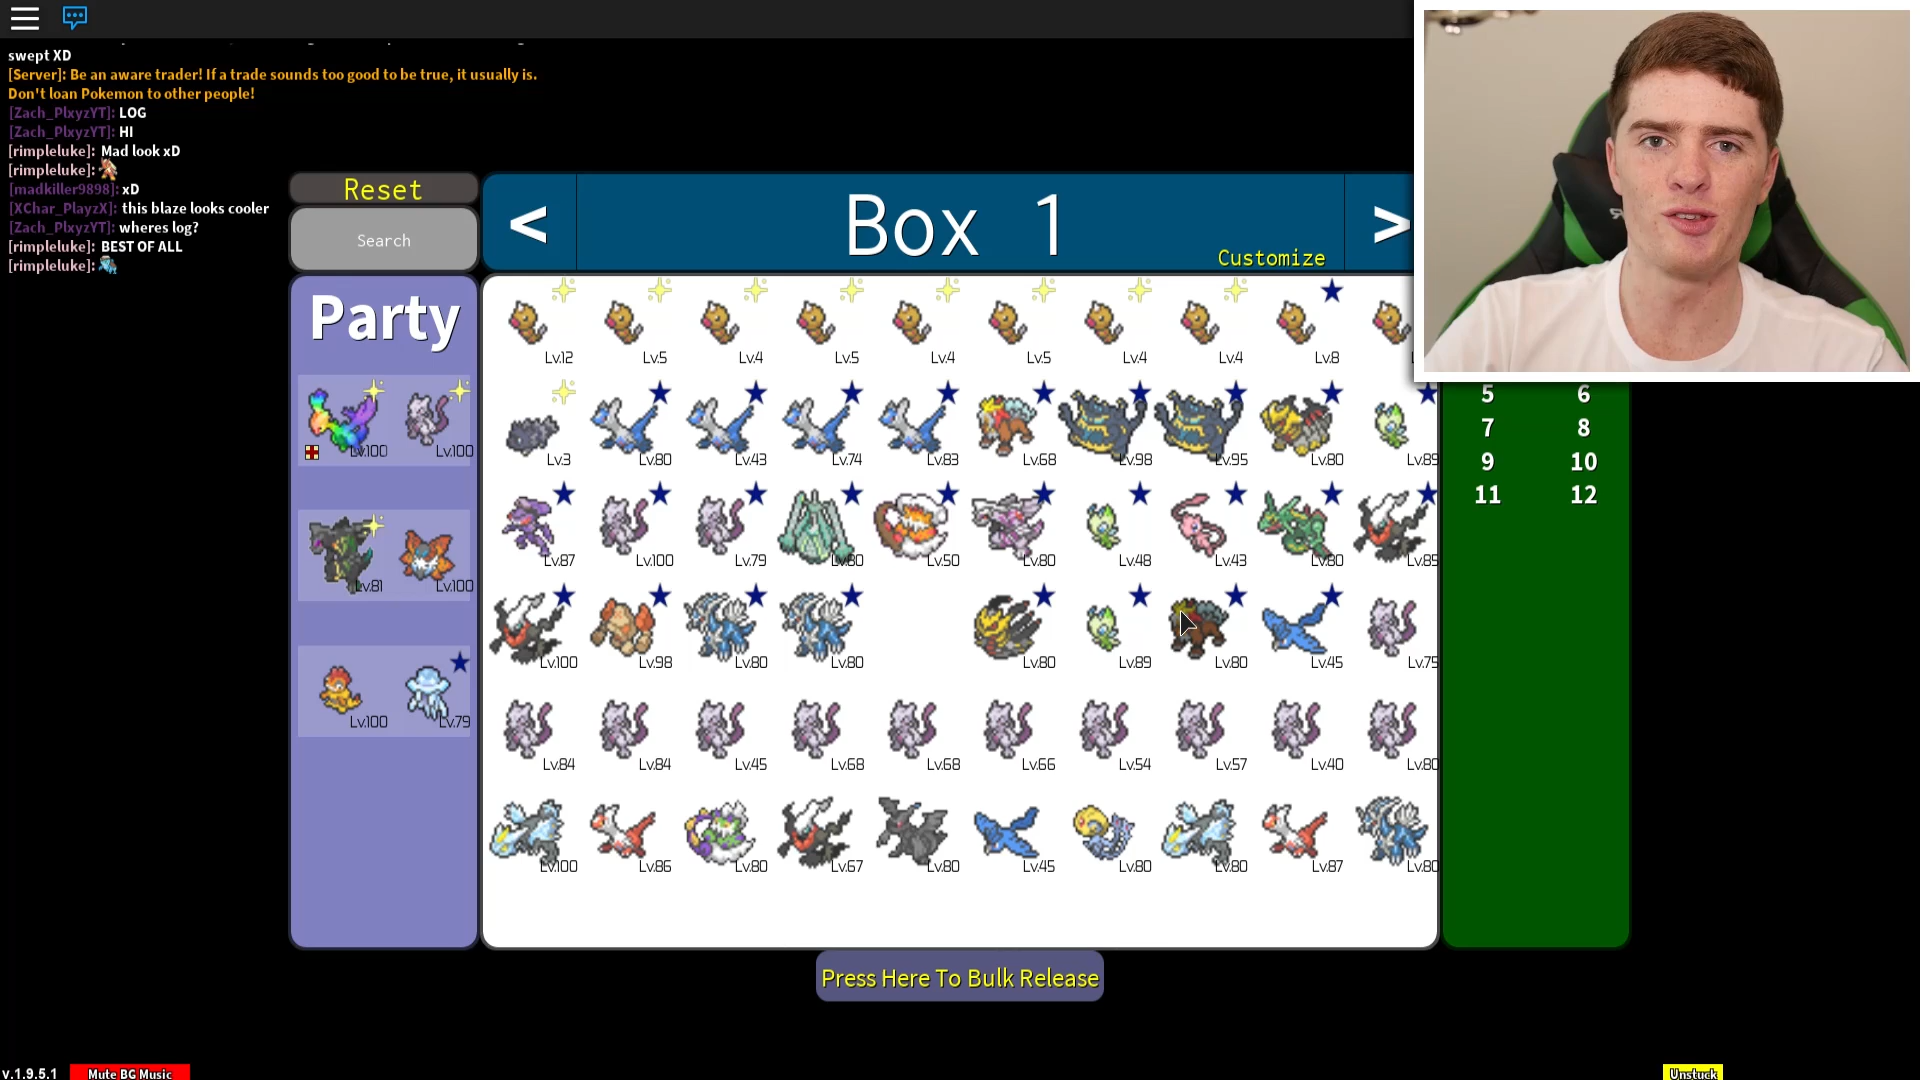 swept XD
[Server]: Be an aware trader! If a trade sounds too good to be true, it usually is.
Don't loan Pokemon to other people!
[Zach_PlxyzYT]: LOG
[Zach_PlxyzYT]: HI
[rimpleluke]: Mad look xD
[rimpleluke]:
[madkiller9898]: xD
[XChar_PlayzX]: this blaze looks cooler
[Zach_PlxyzYT]: wheres log?
[rimpleluke]: BEST OF ALL
[rimpleluke]:
Reset
Search
< Box 1 >
Customize
Party
Lv.100 Lv.100
Lv.81 Lv.100
Lv.100 Lv.79
Lv.12 Lv.5 Lv.4 Lv.5 Lv.4 Lv.5 Lv.4 Lv.4 Lv.8
Lv.3 Lv.80 Lv.43 Lv.74 Lv.83 Lv.68 Lv.98 Lv.95 Lv.80 Lv.89
Lv.87 Lv.100 Lv.79 Lv.80 Lv.50 Lv.80 Lv.48 Lv.43 Lv.80 Lv.85
Lv.100 Lv.98 Lv.80 Lv.80 Lv.80 Lv.89 Lv.80 Lv.45 Lv.75
Lv.84 Lv.84 Lv.45 Lv.68 Lv.68 Lv.66 Lv.54 Lv.57 Lv.40 Lv.80
Lv.100 Lv.86 Lv.80 Lv.67 Lv.80 Lv.45 Lv.80 Lv.80 Lv.87 Lv.80
5 6
7 8
9 10
11 12
Press Here To Bulk Release
v.1.9.5.1
Mute BG Music
Unstuck